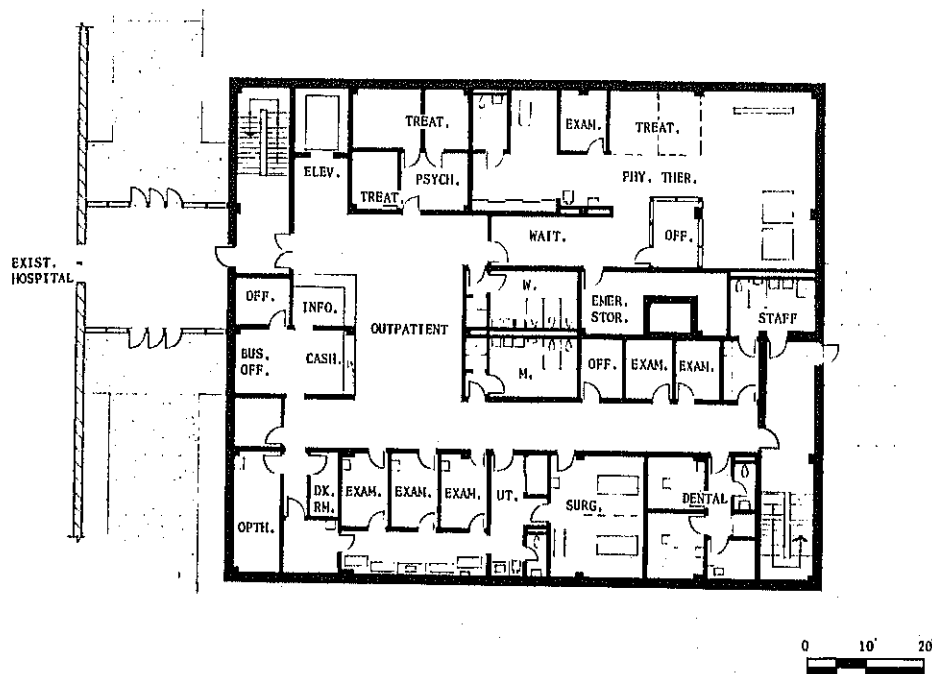 EXAM.
TREAT.
TREAT.
ELEV.
PSYCH.
PHY. THER.
TREAT.
WAIT.
OFF.
EXIST.
HOSPITAL
OFF.
INFO.
W.
EMER.
STOR.
STAFF
OUTPATIENT
BUS.
OFF.
CASH.
M.
OFF.
EXAM.
EXAM.
DK.
RM.
EXAM.
EXAM.
EXAM.
UT.
SURG.
DENTAL
OPTH.
0 10' 20'